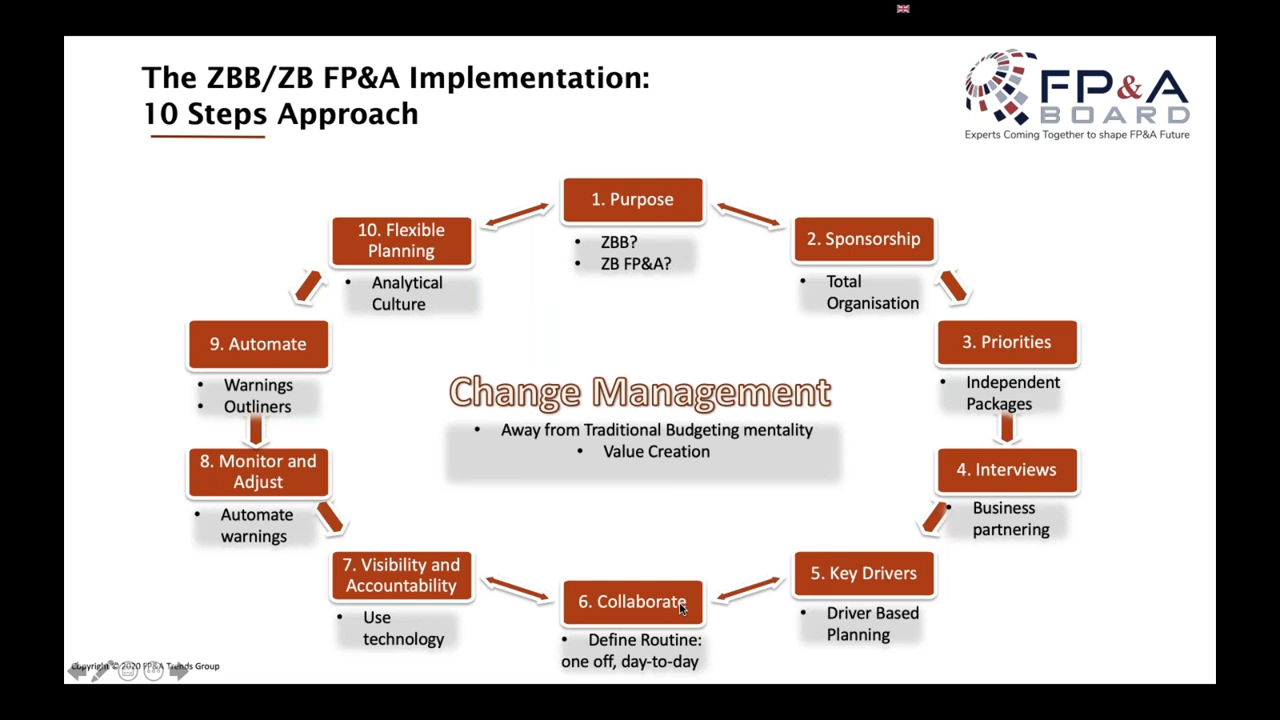 The ZBB/ZB FP&A Implementation:
10 Steps Approach
FP&A
BOARD
Experts Coming Together to shape FP&A Future
1. Purpose
• ZBB?
• ZB FP&A?
2. Sponsorship
• Total
Organisation
3. Priorities
• Independent
Packages
4. Interviews
• Business
partnering
5. Key Drivers
• Driver Based
Planning
6. Collaborate
• Define Routine:
one off, day-to-day
7. Visibility and
Accountability
• Use
technology
8. Monitor and
Adjust
• Automate
warnings
9. Automate
• Warnings
• Outliners
10. Flexible
Planning
• Analytical
Culture
Change Management
• Away from Traditional Budgeting mentality
• Value Creation
Copyright © 2020 FP&A Trends Group